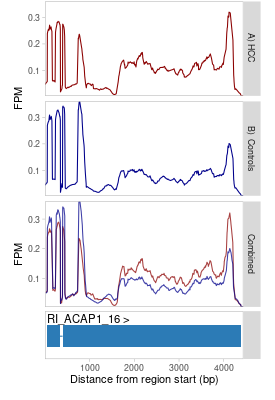 0.3
0.2
0.1
FPM
A) HCC
0.3
0.2
0.1
B) Controls
0.3
0.2
0.1
FPM
Combined
RI_ACAP1_16 >
1000 2000 3000 4000
Distance from region start (bp)